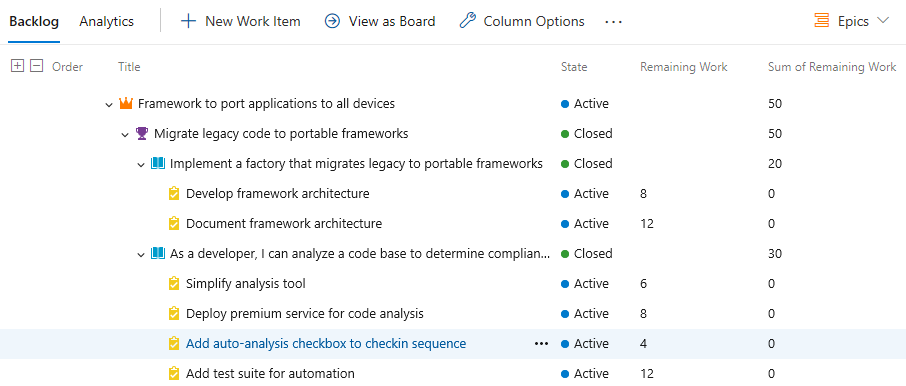 Backlog Analytics New Work Item View as Board Column Options ... Epics
Order Title State Remaining Work Sum of Remaining Work
Framework to port applications to all devices Active 50
Migrate legacy code to portable frameworks Closed 50
Implement a factory that migrates legacy to portable frameworks Closed 20
Develop framework architecture Active 8 0
Document framework architecture Active 12 0
As a developer, I can analyze a code base to determine complian... Closed 30
Simplify analysis tool Active 6 0
Deploy premium service for code analysis Active 8 0
Add auto-analysis checkbox to checkin sequence ... Active 4 0
Add test suite for automation Active 12 0